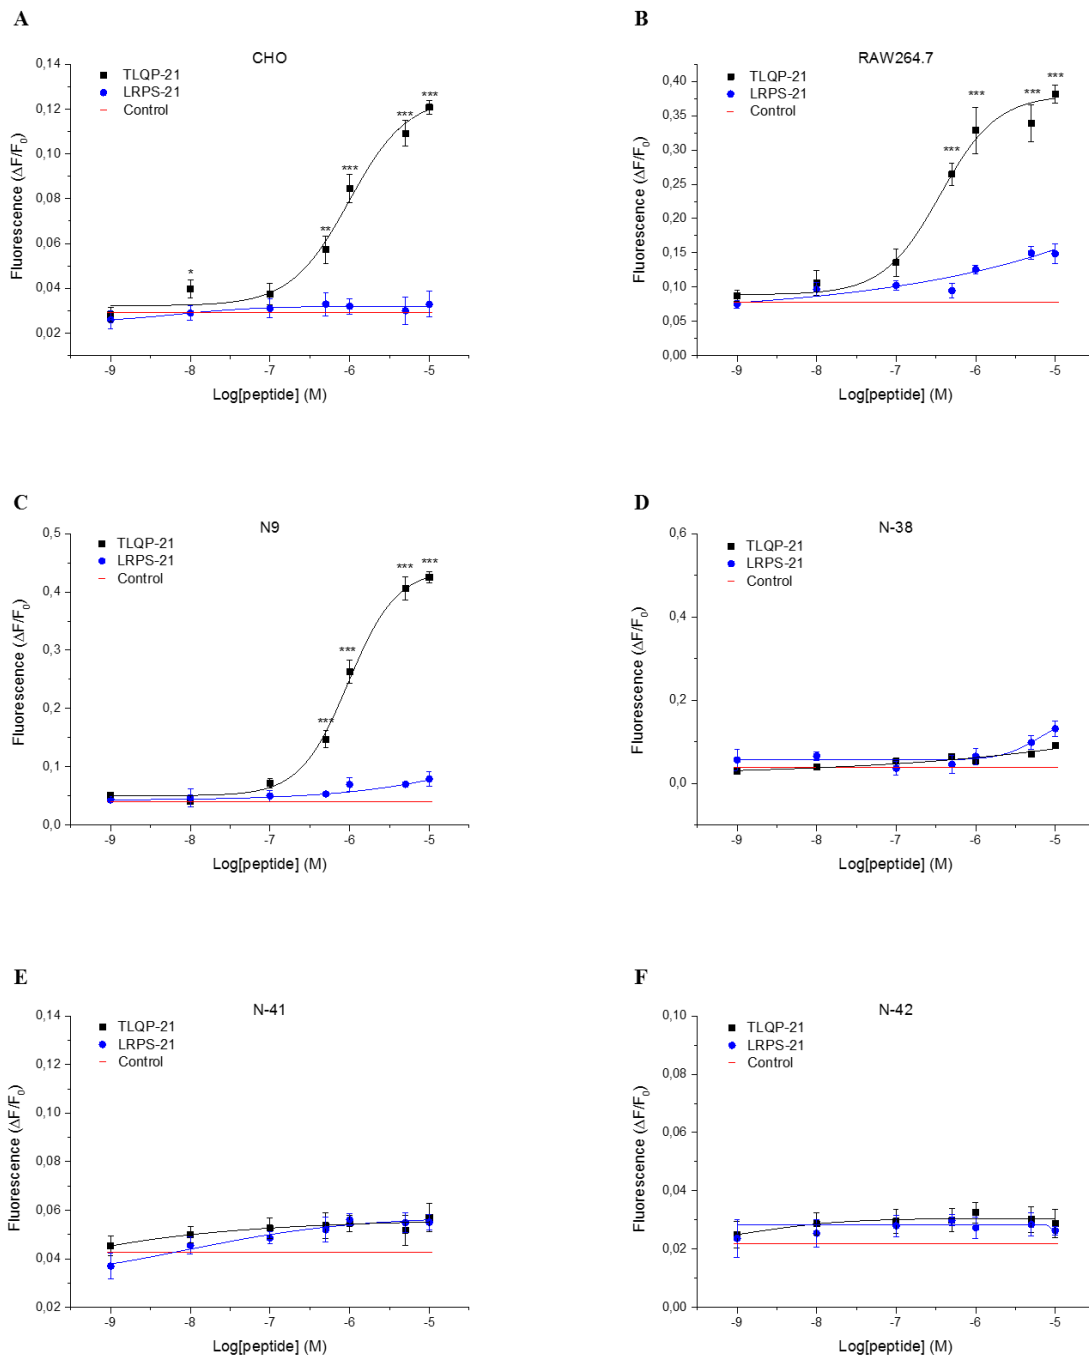 A
CHO
TLQP-21
LRPS-21
Control
0,14
0,12
0,10
0,08
0,06
0,04
0,02
Fluorescence (ΔF/F₀)
*
**
***
***
***
-9 -8 -7 -6 -5
Log[peptide] (M)
B
RAW264.7
TLQP-21
LRPS-21
Control
0,40
0,35
0,30
0,25
0,20
0,15
0,10
0,05
0,00
Fluorescence (ΔF/F₀)
***
***
***
***
-9 -8 -7 -6 -5
Log[peptide] (M)
C
N9
TLQP-21
LRPS-21
Control
0,5
0,4
0,3
0,2
0,1
0,0
Fluorescence (ΔF/F₀)
***
***
***
***
-9 -8 -7 -6 -5
Log[peptide] (M)
D
N-38
TLQP-21
LRPS-21
Control
0,6
0,4
0,2
0,0
Fluorescence (ΔF/F₀)
-9 -8 -7 -6 -5
Log[peptide] (M)
E
N-41
TLQP-21
LRPS-21
Control
0,14
0,12
0,10
0,08
0,06
0,04
0,02
Fluorescence (ΔF/F₀)
-9 -8 -7 -6 -5
Log[peptide] (M)
F
N-42
TLQP-21
LRPS-21
Control
0,10
0,08
0,06
0,04
0,02
0,00
Fluorescence (ΔF/F₀)
-9 -8 -7 -6 -5
Log[peptide] (M)